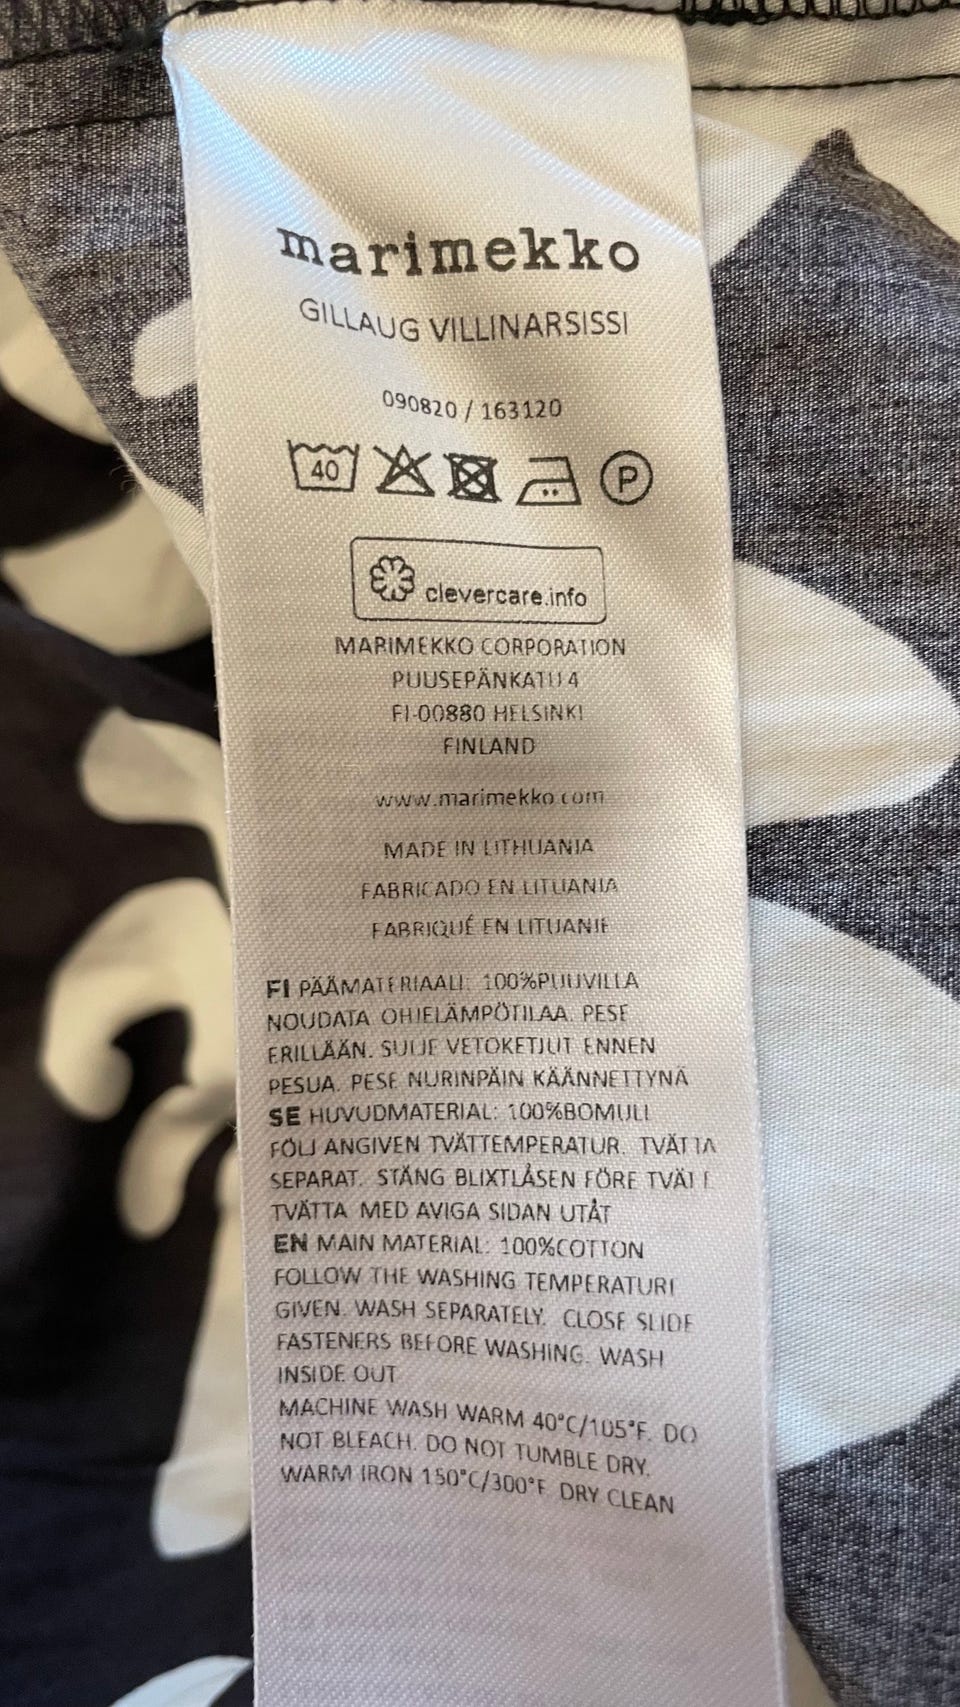 marimekko
GILLAUG VILLINARSISSI
090820 / 163120
40 P
clevercare.info
MARIMEKKO CORPORATION
PUUSEPÄNKATU 4
FI-00880 HELSINKI
FINLAND
www.marimekko.com
MADE IN LITHUANIA
FABRICADO EN LITUANIA
FABRIQUÉ EN LITUANIE
FI PÄÄMATERIAALI: 100%PUUVILLA
NOUDATA OHJELÄMPÖTILAA. PESE
ERILLÄÄN. SULJE VETOKETJUT ENNEN
PESUA. PESE NURINPÄIN KÄÄNNETTYNÄ
SE HUVUDMATERIAL: 100%BOMULL
FÖLJ ANGIVEN TVÄTTEMPERATUR. TVÄTTA
SEPARAT. STÄNG BLIXTLÅSEN FÖRE TVÄTT
TVÄTTA MED AVIGA SIDAN UTÅT
EN MAIN MATERIAL: 100%COTTON
FOLLOW THE WASHING TEMPERATURE
GIVEN. WASH SEPARATELY. CLOSE SLIDE
FASTENERS BEFORE WASHING. WASH
INSIDE OUT
MACHINE WASH WARM 40°C/105°F. DO
NOT BLEACH. DO NOT TUMBLE DRY.
WARM IRON 150°C/300°F. DRY CLEAN